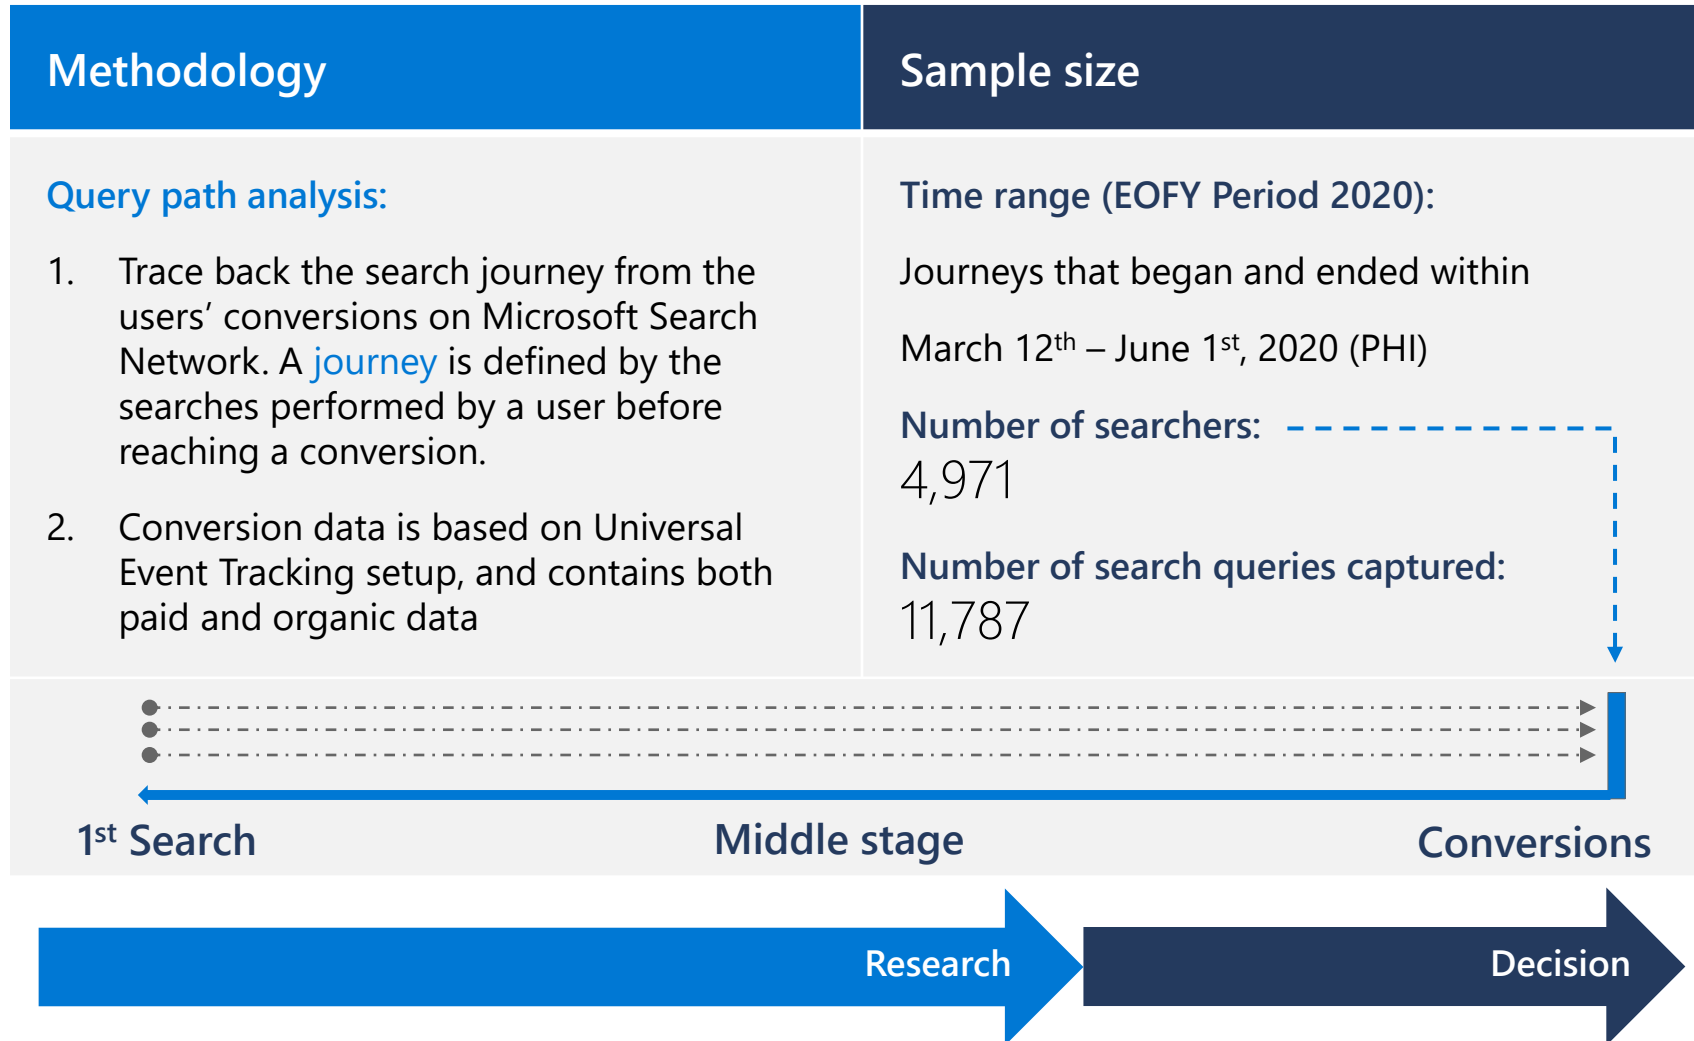 Methodology
Sample size
Query path analysis:
1. Trace back the search journey from the
users’ conversions on Microsoft Search
Network. A journey is defined by the
searches performed by a user before
reaching a conversion.
2. Conversion data is based on Universal
Event Tracking setup, and contains both
paid and organic data
Time range (EOFY Period 2020):
Journeys that began and ended within
March 12th – June 1st, 2020 (PHI)
Number of searchers:
4,971
Number of search queries captured:
11,787
1st Search
Middle stage
Conversions
Research
Decision